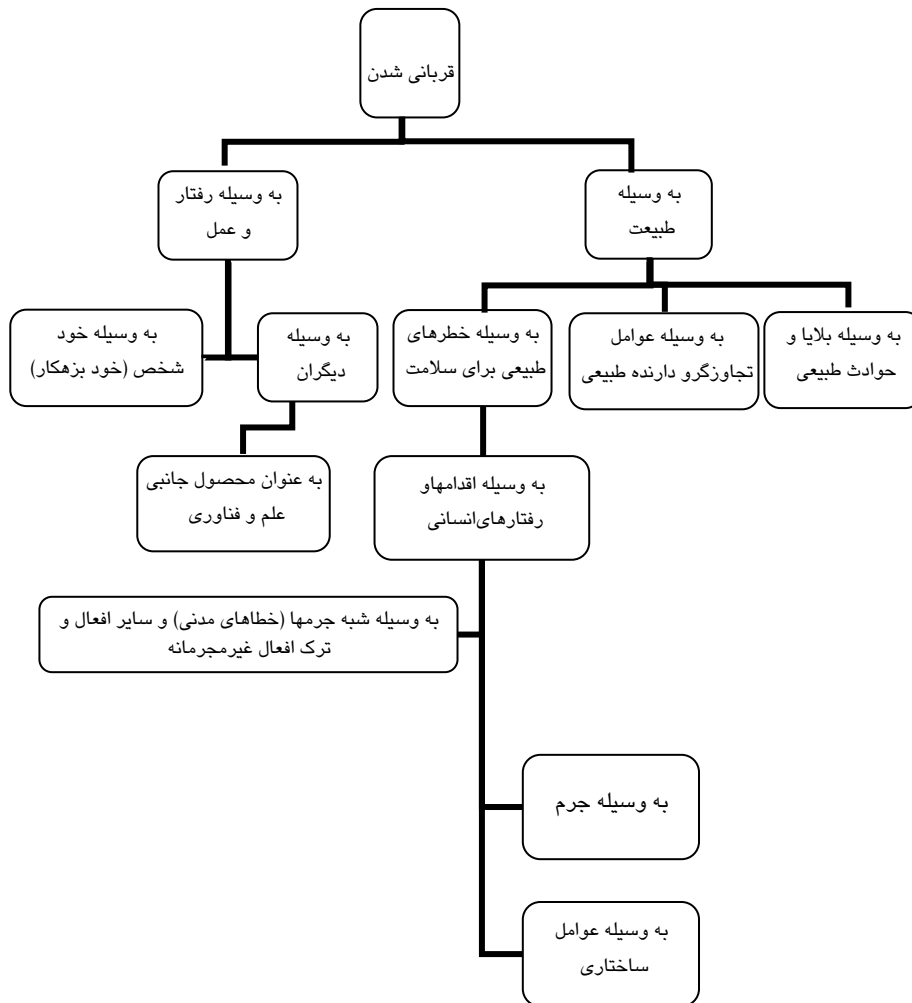 قربانی شدن
به وسیله
طبیعت
به وسیله رفتار
و عمل
به وسیله بلایا و
حوادث طبیعی
به وسیله عوامل
تجاوزگرو دارنده طبیعی
به وسیله خطرهای
طبیعی برای سلامت
به وسیله
دیگران
به وسیله خود
شخص (خود بزهکار)
به وسیله اقدامهاو
رفتارهای‌انسانی
به عنوان محصول جانبی
علم و فناوری
به وسیله شبه جرمها (خطاهای مدنی) و سایر افعال و
ترک افعال غیرمجرمانه
به وسیله جرم
به وسیله عوامل
ساختاری